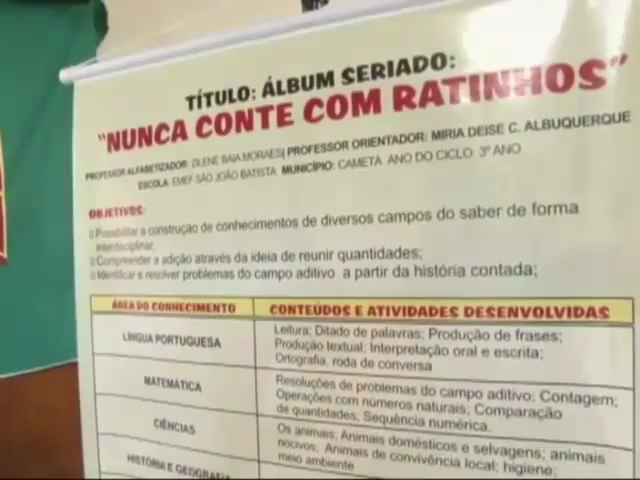 TÍTULO: ÁLBUM SERIADO:
"NUNCA CONTE COM RATINHOS"
PROFESSOR ALFABETIZADOR: ZILENE BAIA MORAES| PROFESSOR ORIENTADOR: MIRIA DEISE C. ALBUQUERQUE
ESCOLA: EMEF SÃO JOÃO BATISTA MUNICÍPIO: CAMETÁ ANO DO CICLO: 3º ANO
OBJETIVOS:
Possibilitar a construção de conhecimentos de diversos campos do saber de forma
interdisciplinar;
Compreender a adição através da ideia de reunir quantidades;
Identificar e resolver problemas do campo aditivo a partir da história contada;
ÁREA DO CONHECIMENTO CONTEÚDOS E ATIVIDADES DESENVOLVIDAS
LÍNGUA PORTUGUESA
Leitura; Ditado de palavras; Produção de frases;
Produção textual; Interpretação oral e escrita;
Ortografia, roda de conversa
MATEMÁTICA
Resoluções de problemas do campo aditivo; Contagem;
Operações com números naturais; Comparação
de quantidades; Sequência numérica.
CIÊNCIAS
Os animais; Animais domésticos e selvagens; animais
nocivos; Animais de convivência local; higiene;
meio ambiente
HISTÓRIA E GEOGRAFIA